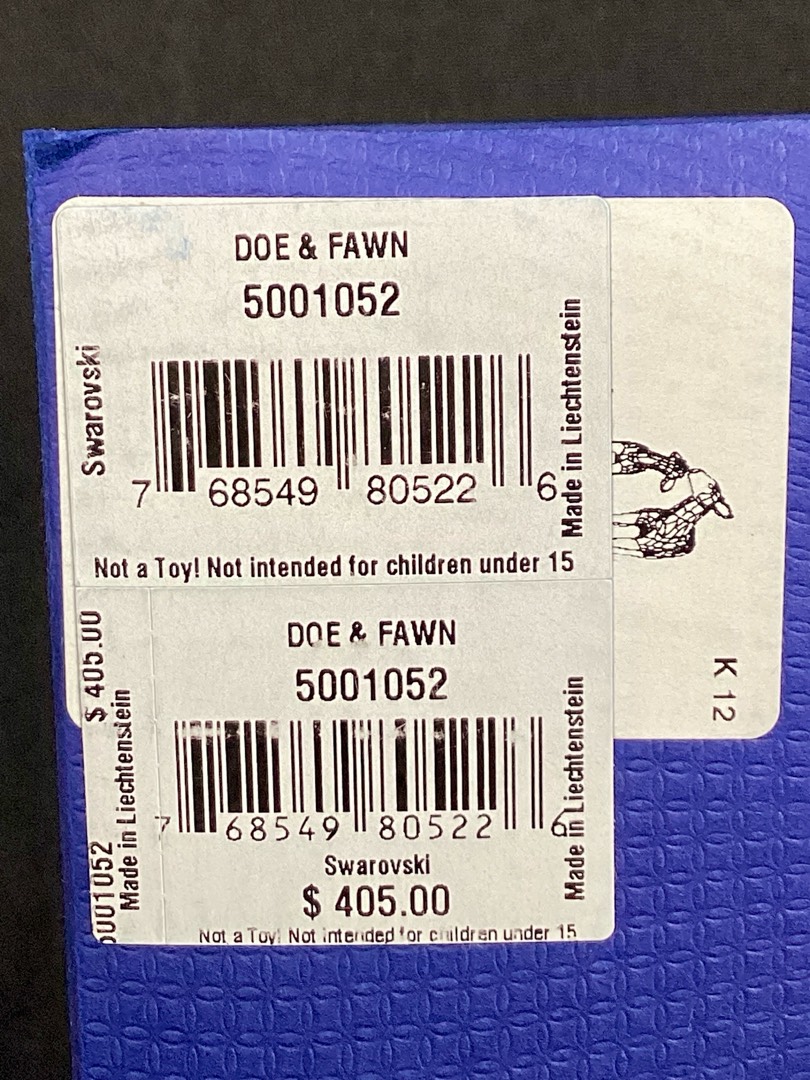 DOE & FAWN
5001052
Swarovski
7 68549 80522 6
Made in Liechtenstein
Not a Toy! Not intended for children under 15
$ 405.00
Made in Liechtenstein
5001052
DOE & FAWN
5001052
7 68549 80522 6
Made in Liechtenstein
Swarovski
$ 405.00
Not a Toy! Not intended for children under 15
K 12